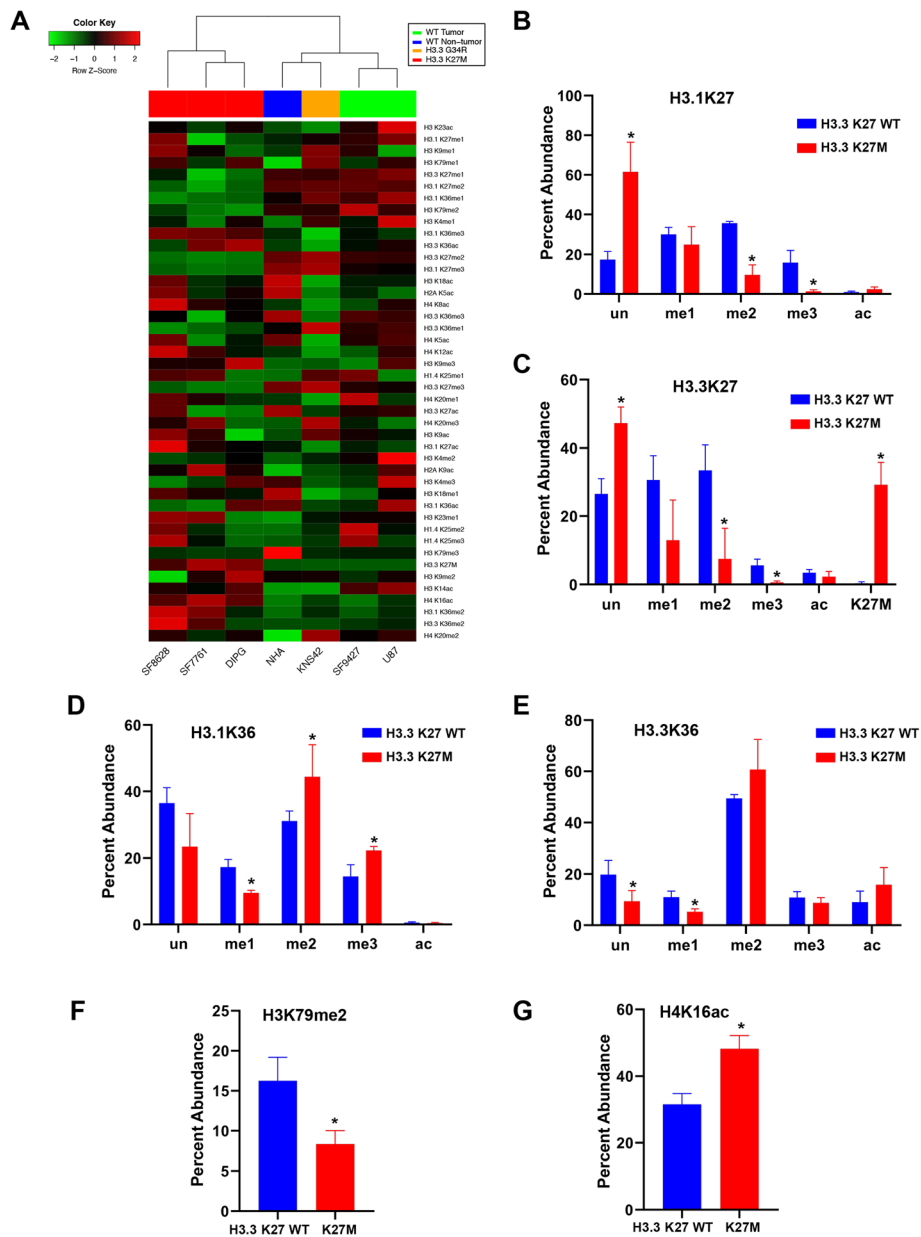 A
Color Key
−2 −1 0 1 2
Row Z−Score
WT Tumor
WT Non−tumor
H3.3 G34R
H3.3 K27M
H3 K23ac
H3.1 K27me1
H3 K9me1
H3 K79me1
H3.3 K27me1
H3.1 K27me2
H3.1 K36me1
H3 K79me2
H3 K4me1
H3.1 K36me3
H3.3 K36ac
H3.3 K27me2
H3.1 K27me3
H3 K18ac
H2A K5ac
H4 K8ac
H3.3 K36me3
H3.3 K36me1
H4 K5ac
H4 K12ac
H3 K9me3
H1.4 K25me1
H3.3 K27me3
H4 K20me1
H3.3 K27ac
H4 K20me3
H3 K9ac
H3.1 K27ac
H3 K4me2
H2A K9ac
H3 K4me3
H3 K18me1
H3.1 K36ac
H3 K23me1
H1.4 K25me2
H1.4 K25me3
H3 K79me3
H3.3 K27M
H3 K9me2
H3 K14ac
H4 K16ac
H3.1 K36me2
H3.3 K36me2
H4 K20me2
SF8628 SF7761 DIPG NHA KNS42 SF9427 U87
B
H3.1K27
H3.3 K27 WT
H3.3 K27M
Percent Abundance
100
80
60
40
20
0
* * *
un me1 me2 me3 ac
C
H3.3K27
H3.3 K27 WT
H3.3 K27M
Percent Abundance
60
40
20
0
* * * *
un me1 me2 me3 ac K27M
D
H3.1K36
H3.3 K27 WT
H3.3 K27M
Percent Abundance
60
40
20
0
* * *
un me1 me2 me3 ac
E
H3.3K36
H3.3 K27 WT
H3.3 K27M
Percent Abundance
80
60
40
20
0
* *
un me1 me2 me3 ac
F
H3K79me2
Percent Abundance
25
20
15
10
5
0
*
H3.3 K27 WT K27M
G
H4K16ac
Percent Abundance
60
40
20
0
*
H3.3 K27 WT K27M